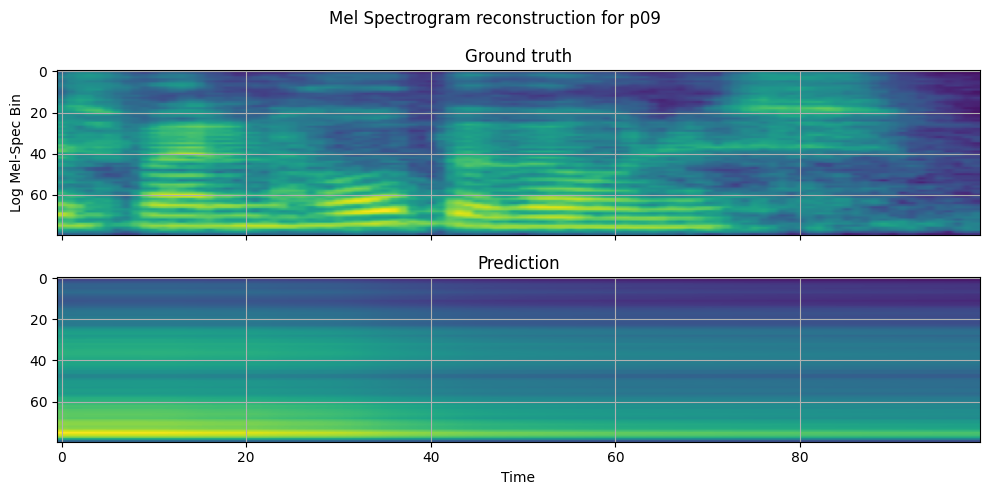 Mel Spectrogram reconstruction for p09
Ground truth
Log Mel-Spec Bin
0
20
40
60
Prediction
0
20
40
60
0 20 40 60 80
Time